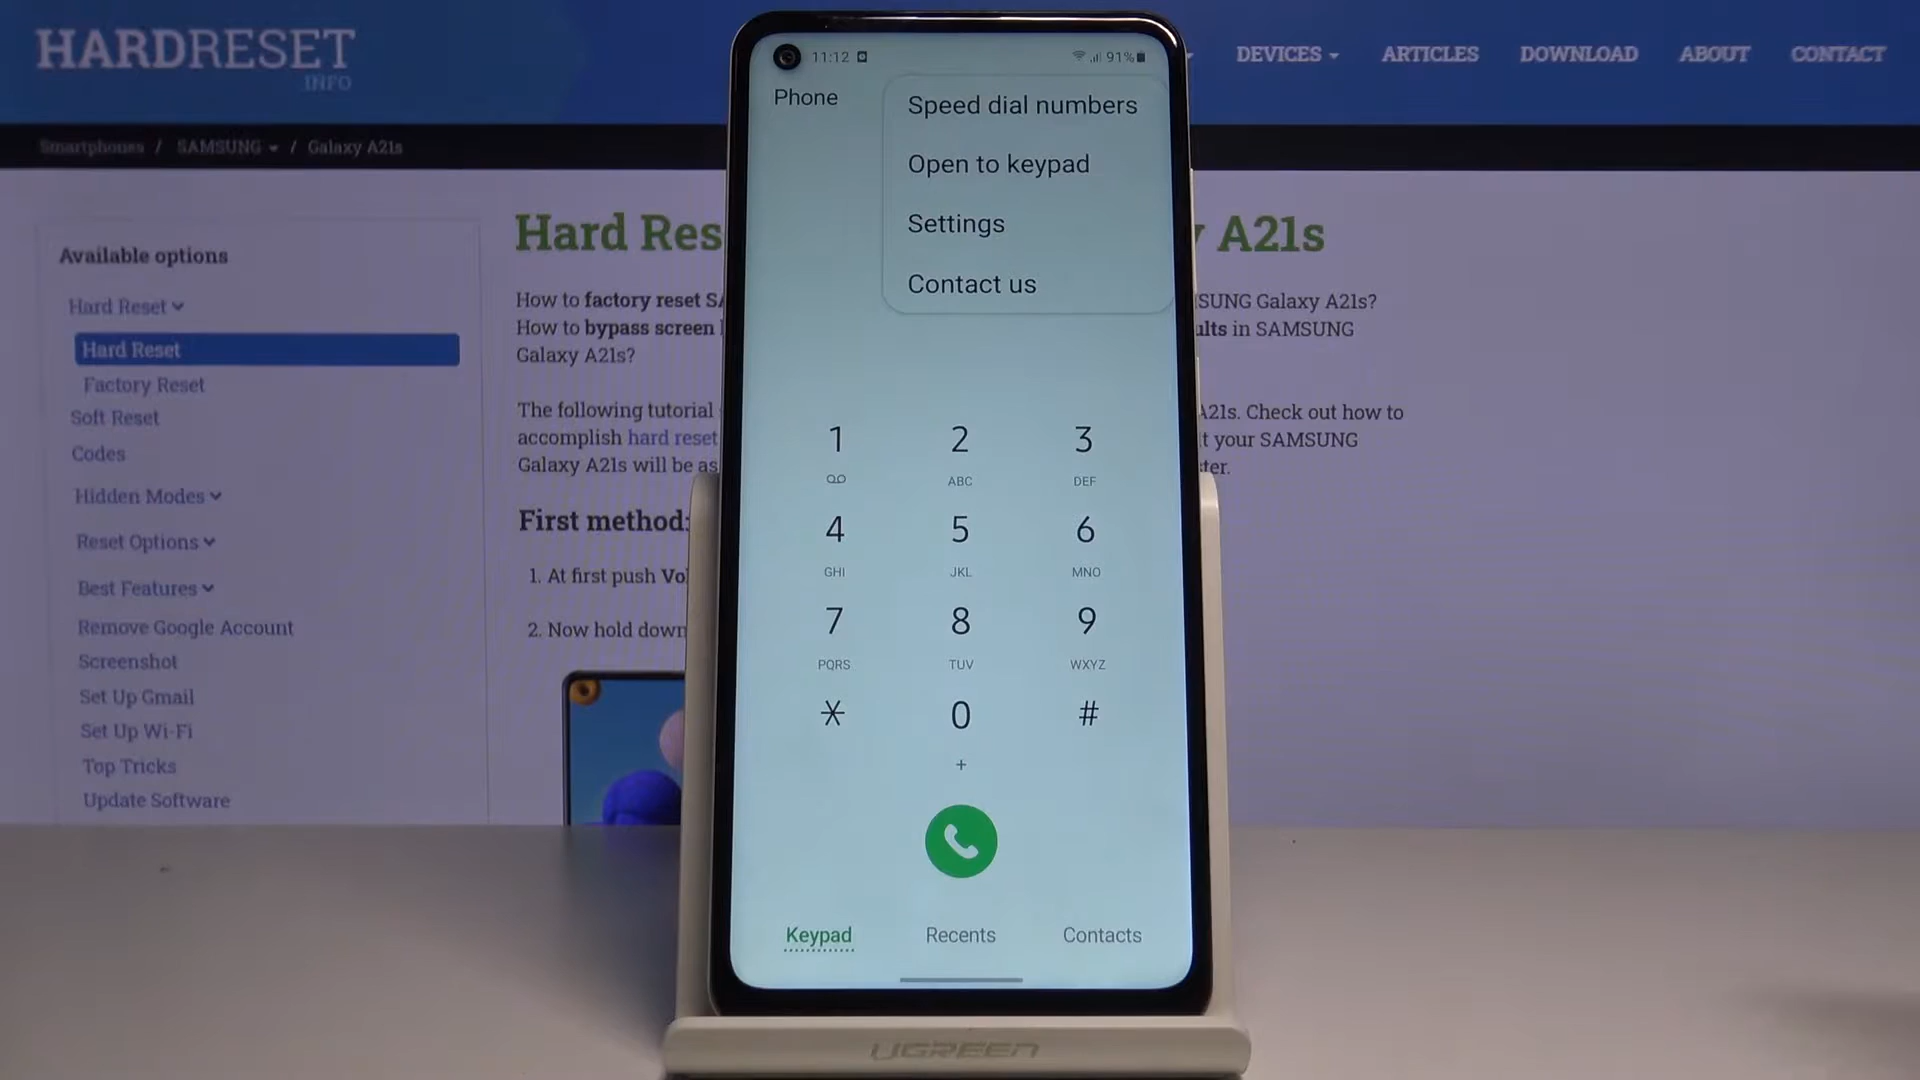 HARDRESET
INFO
DEVICES
ARTICLES
DOWNLOAD
ABOUT
CONTACT
Smartphones / SAMSUNG / Galaxy A21s
Available options
Hard Reset
Hard Reset
Factory Reset
Soft Reset
Codes
Hidden Modes
Reset Options
Best Features
Remove Google Account
Screenshot
Set Up Gmail
Set Up Wi-Fi
Top Tricks
Update Software
Hard Res
y A21s
How to factory reset SA
SUNG Galaxy A21s?
How to bypass screen l
ults in SAMSUNG
Galaxy A21s?
The following tutorial
A21s. Check out how to
accomplish hard reset
t your SAMSUNG
Galaxy A21s will be as
ter.
First method:
1. At first push Vol
2. Now hold down
11:12
91%
Phone
Speed dial numbers
Open to keypad
Settings
Contact us
1 2 3
ABC DEF
4 5 6
GHI JKL MNO
7 8 9
PQRS TUV WXYZ
* 0 #
+
Keypad Recents Contacts
UGREEN